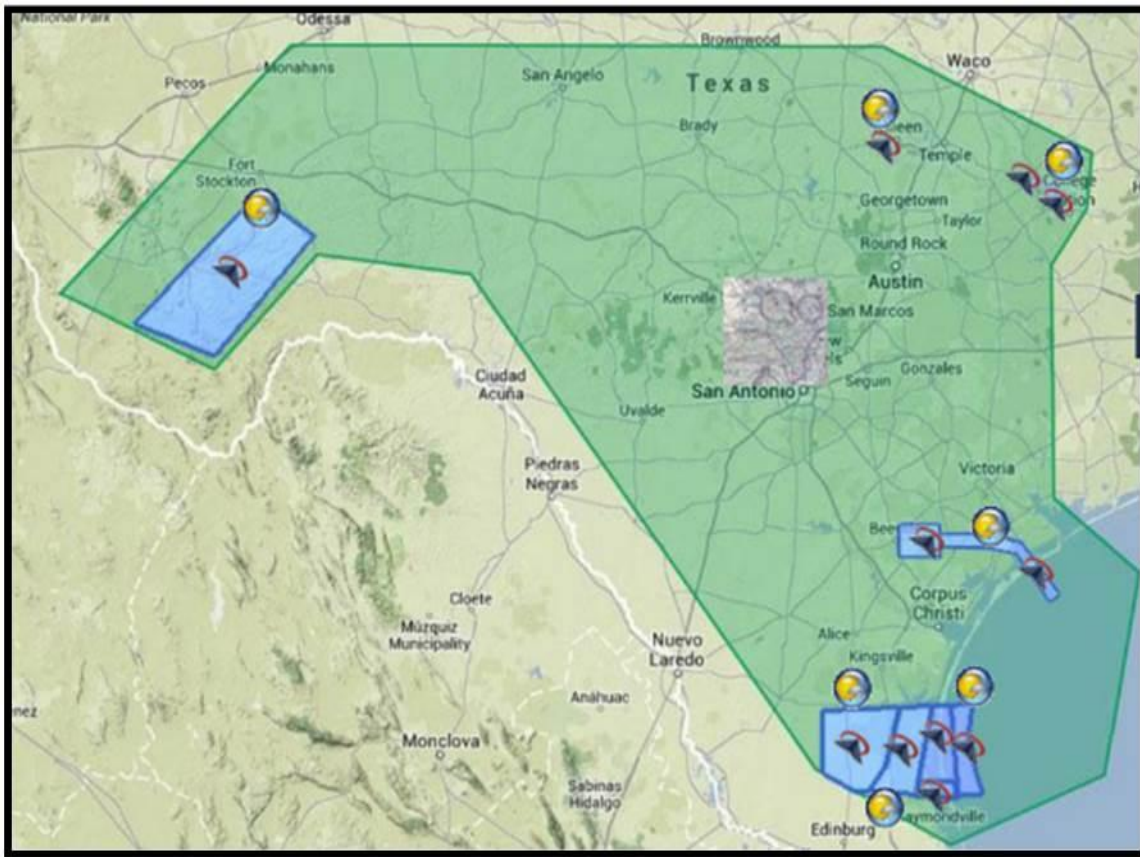 National Park
Odessa
Brownwood
Monahans
Pecos
San Angelo
Texas
Waco
Brady
Temple
Fort
Stockton
Georgetown
Taylor
Round Rock
Austin
Kerrville
San Marcos
Gonzales
Seguin
San Antonio
Ciudad
Acuña
Uvalde
Piedras
Negras
Victoria
Cloete
Corpus
Christi
Múzquiz
Municipality
Alice
Nuevo
Laredo
Kingsville
Anáhuac
Monclova
Sabinas
Hidalgo
Edinburg